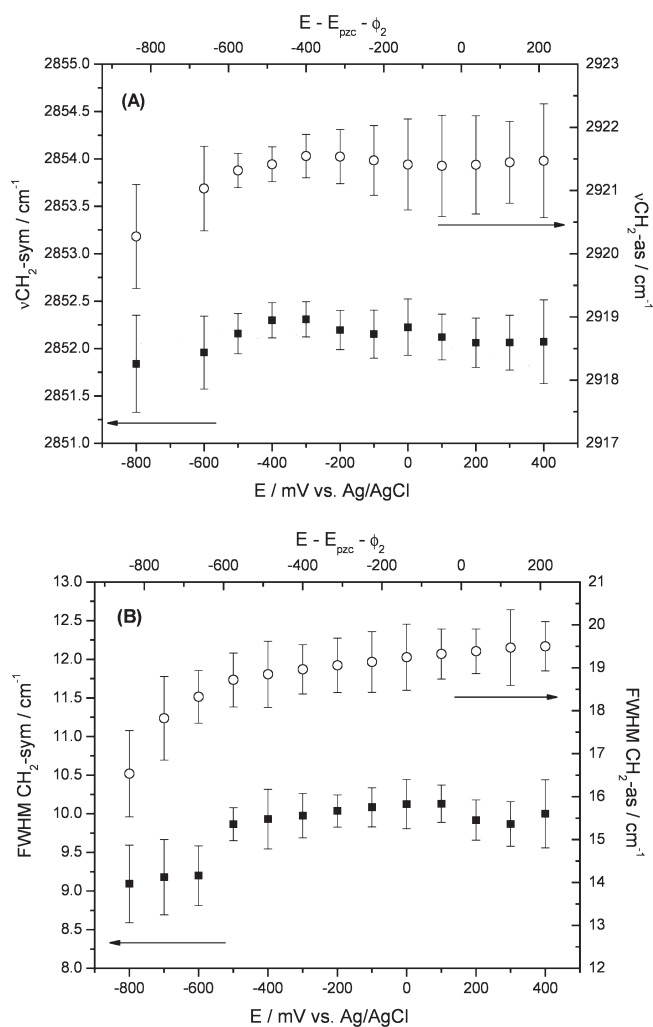 E - E_pzc - ϕ_2
-800 -600 -400 -200 0 200
(A)
2855.0
2854.5
2854.0
2853.5
2853.0
2852.5
2852.0
2851.5
2851.0
νCH_2-sym / cm^-1
2923
2922
2921
2920
2919
2918
2917
νCH_2-as / cm^-1
-800 -600 -400 -200 0 200 400
E / mV vs. Ag/AgCl
E - E_pzc - ϕ_2
-800 -600 -400 -200 0 200
(B)
13.0
12.5
12.0
11.5
11.0
10.5
10.0
9.5
9.0
8.5
8.0
FWHM CH_2-sym / cm^-1
21
20
19
18
17
16
15
14
13
12
FWHM CH_2-as / cm^-1
-800 -600 -400 -200 0 200 400
E / mV vs. Ag/AgCl